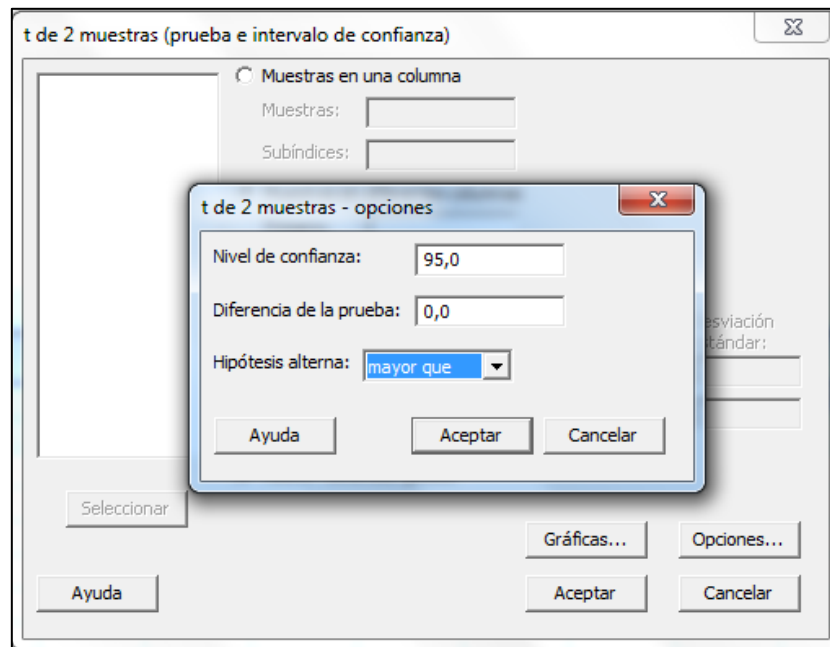 t de 2 muestras (prueba e intervalo de confianza)
Muestras en una columna
Muestras:
Subíndices:
t de 2 muestras - opciones
Nivel de confianza: 95,0
Diferencia de la prueba: 0,0
Hipótesis alterna: mayor que
Ayuda Aceptar Cancelar
esviación
tándar:
Seleccionar
Gráficas... Opciones...
Ayuda Aceptar Cancelar